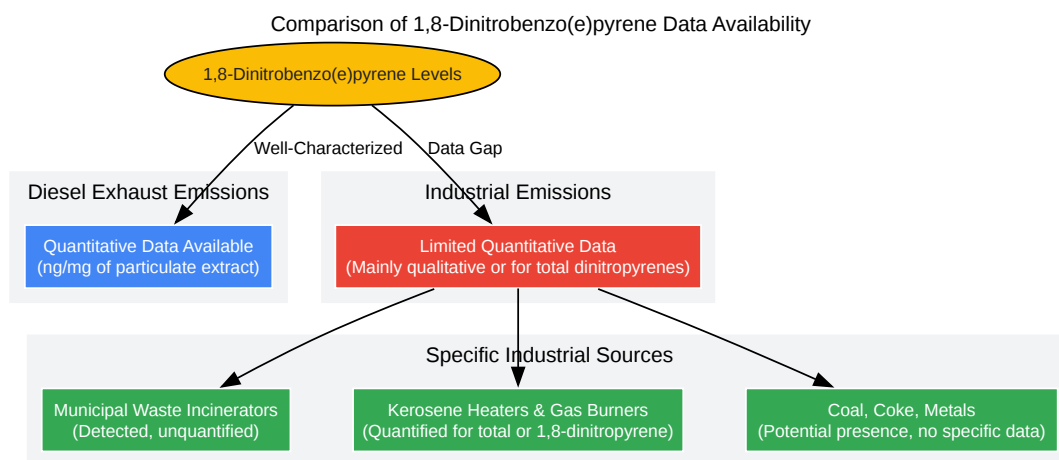 Comparison of 1,8-Dinitrobenzo(e)pyrene Data Availability
1,8-Dinitrobenzo(e)pyrene Levels
Well-Characterized
Data Gap
Diesel Exhaust Emissions
Industrial Emissions
Quantitative Data Available
(ng/mg of particulate extract)
Limited Quantitative Data
(Mainly qualitative or for total dinitropyrenes)
Specific Industrial Sources
Municipal Waste Incinerators
(Detected, unquantified)
Kerosene Heaters & Gas Burners
(Quantified for total or 1,8-dinitropyrene)
Coal, Coke, Metals
(Potential presence, no specific data)